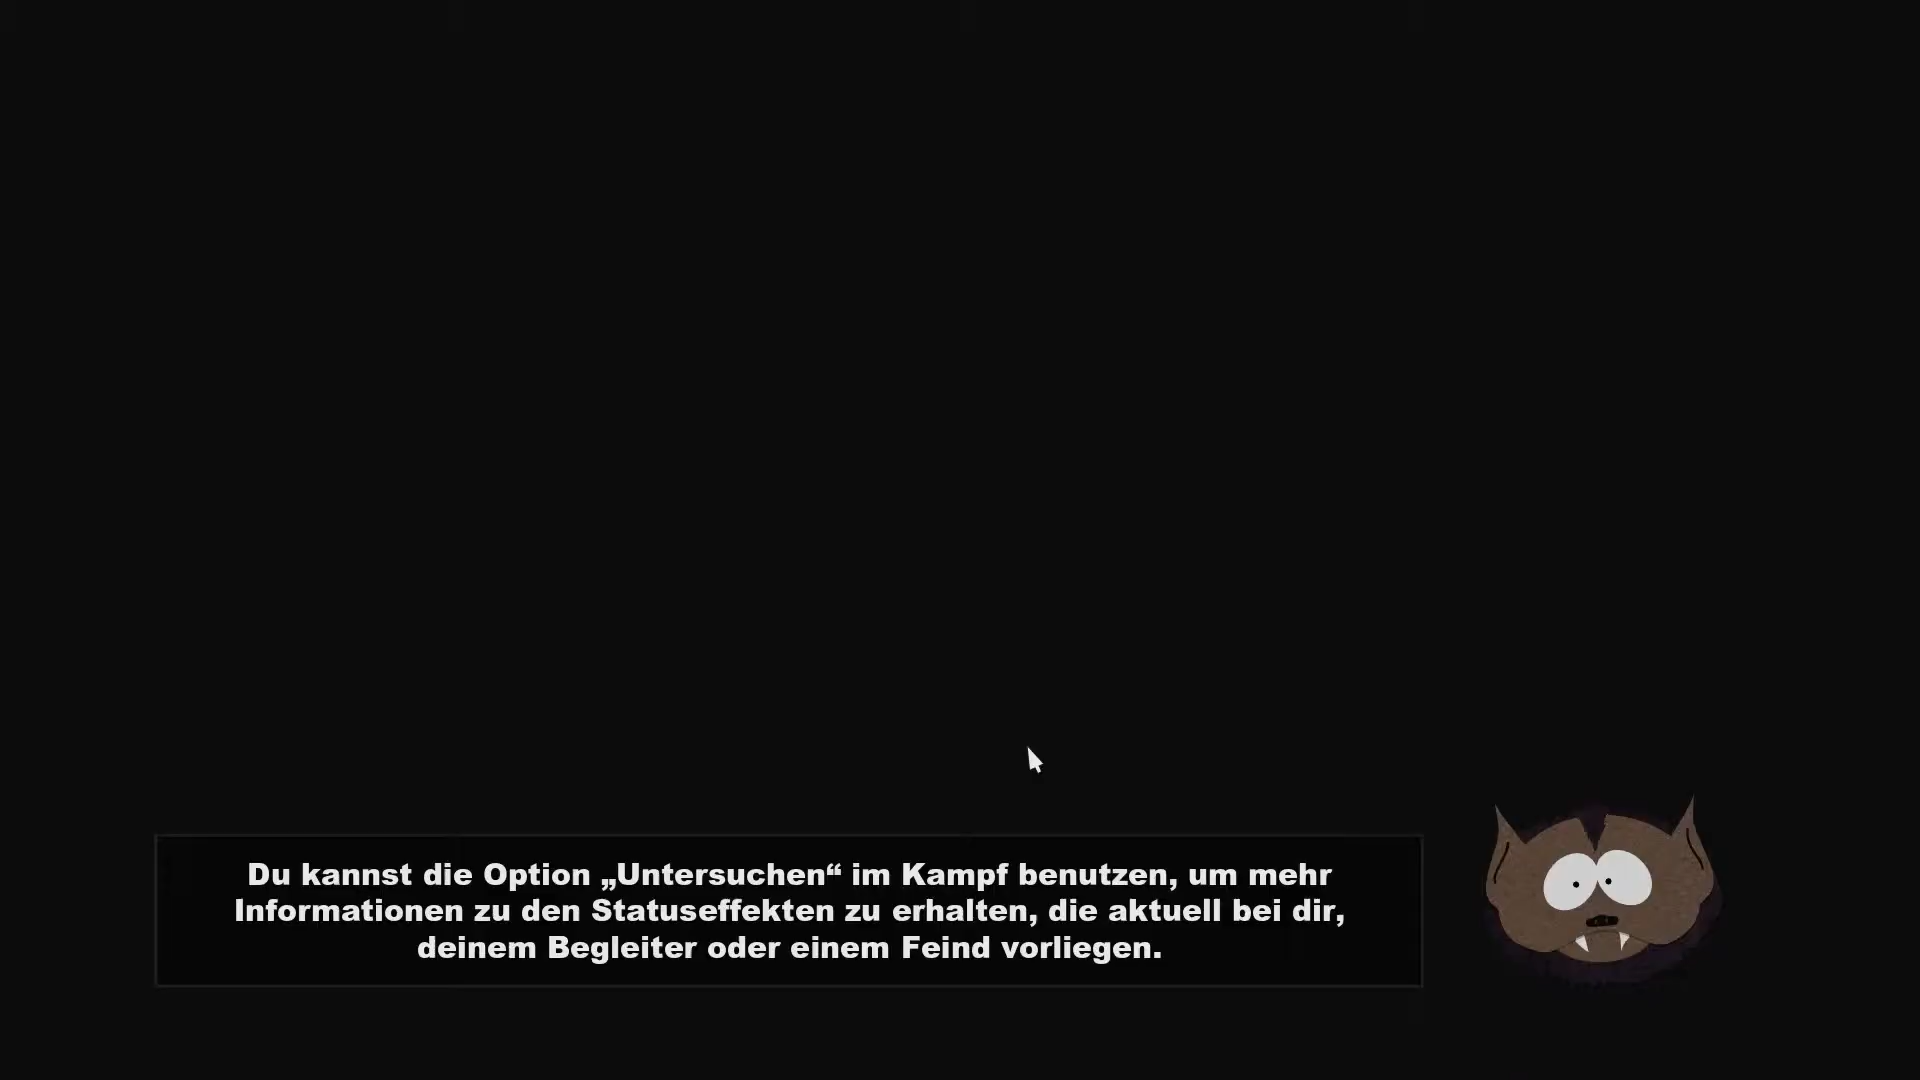 Du kannst die Option „Untersuchen“ im Kampf benutzen, um mehr
Informationen zu den Statuseffekten zu erhalten, die aktuell bei dir,
deinem Begleiter oder einem Feind vorliegen.